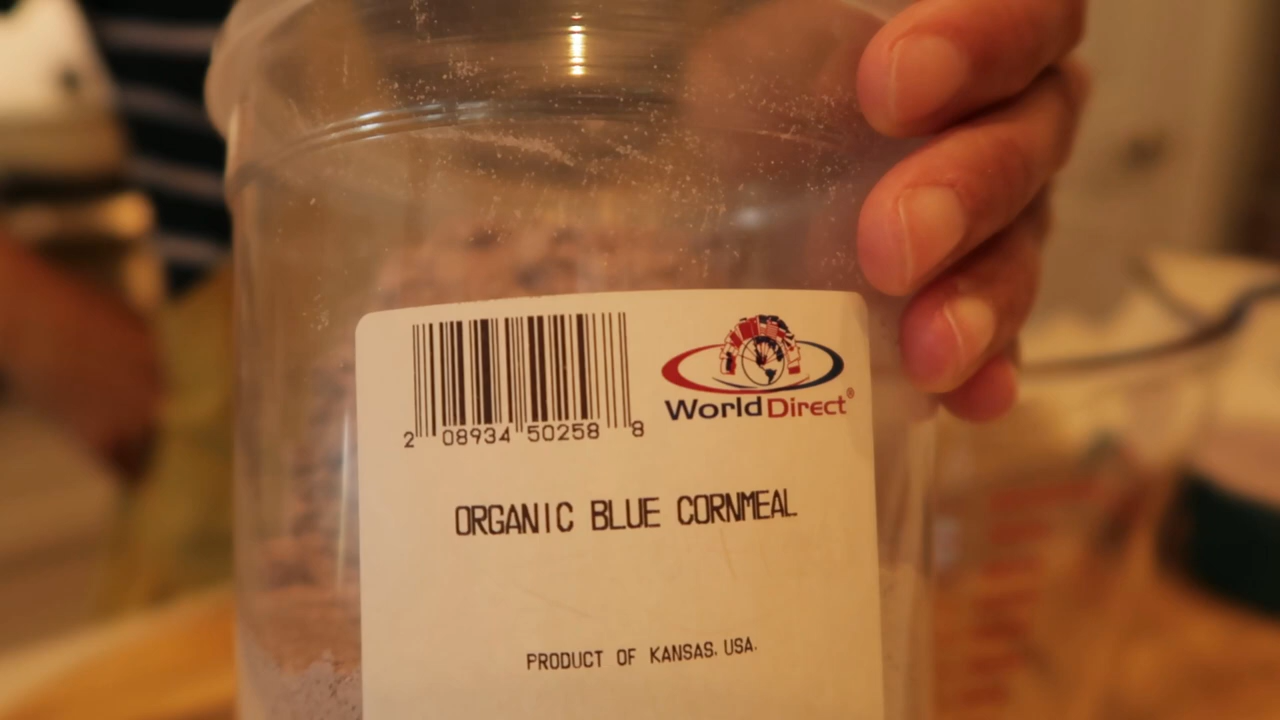 2 08934 50258 8
WorldDirect®
ORGANIC BLUE CORNMEAL
PRODUCT OF KANSAS, USA.